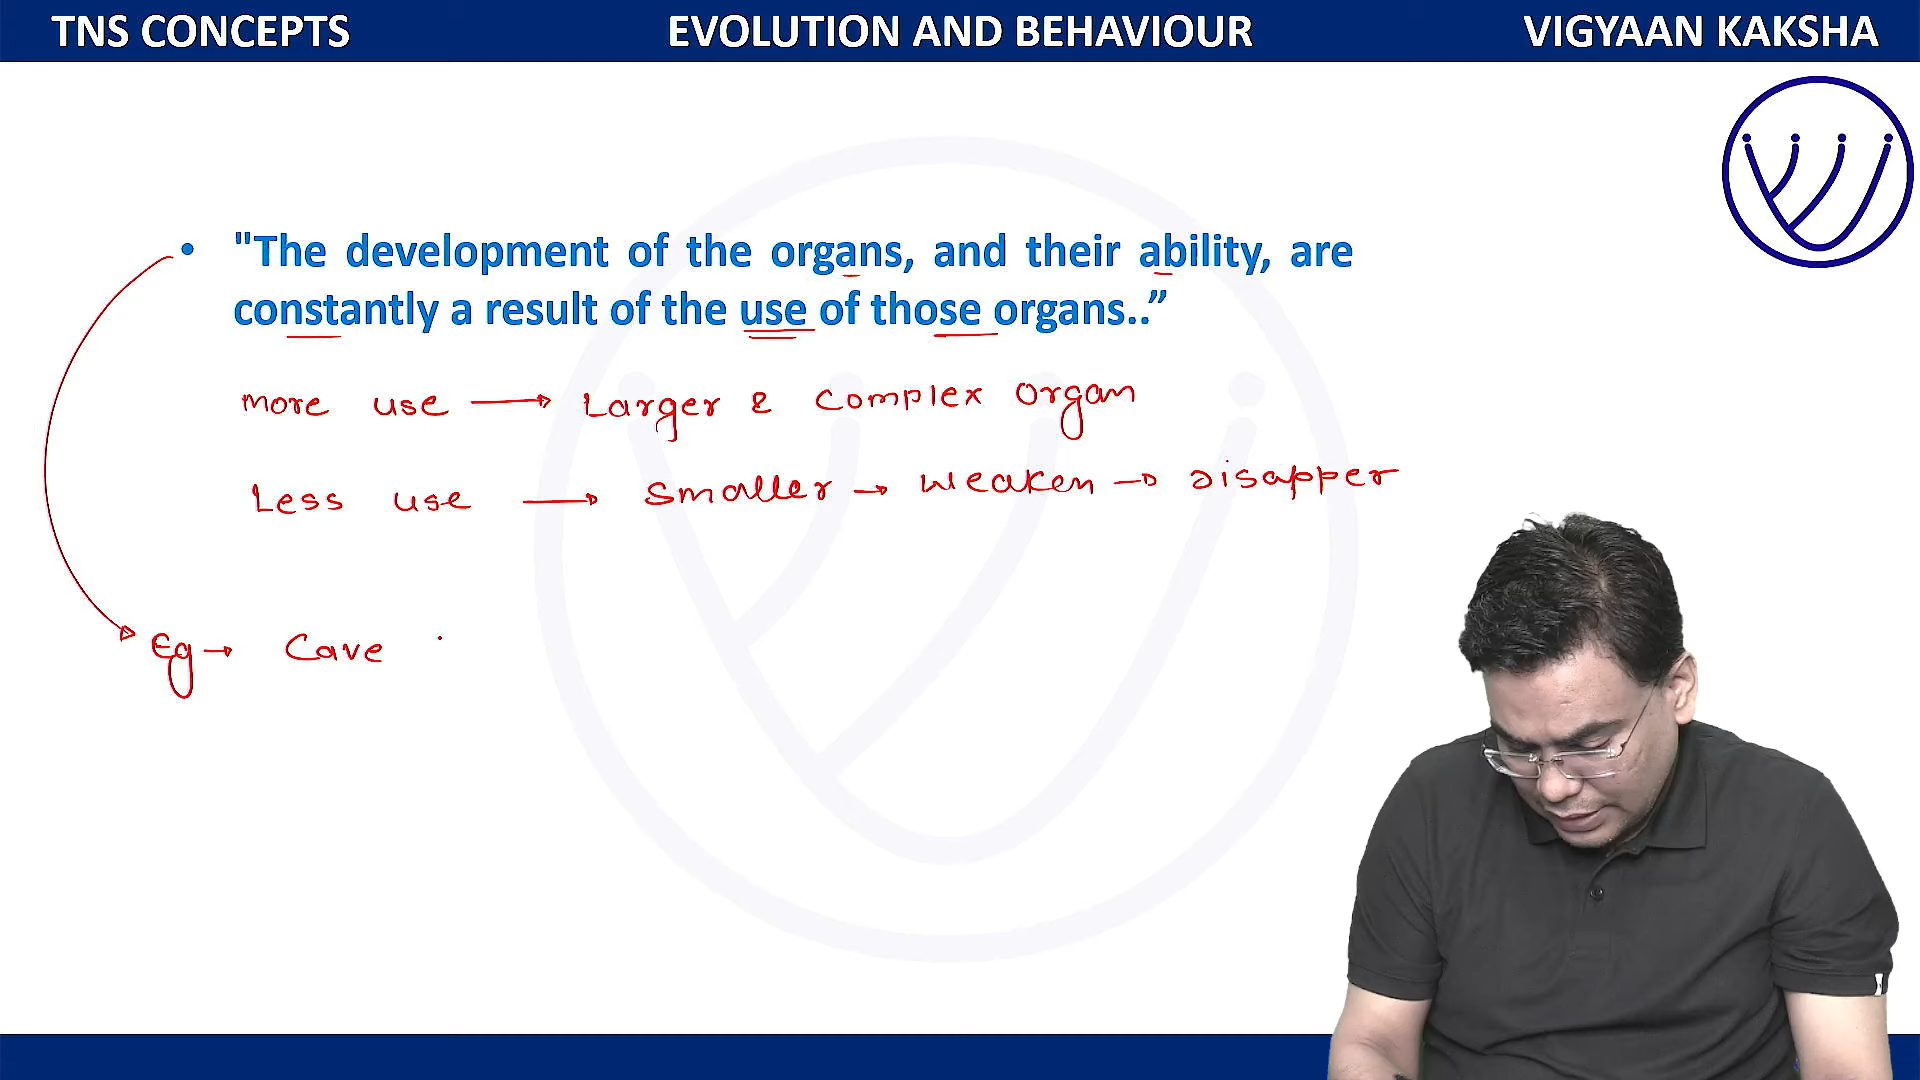 TNS CONCEPTS EVOLUTION AND BEHAVIOUR VIGYAAN KAKSHA
• "The development of the organs, and their ability, are
constantly a result of the use of those organs..”
more use → Larger & complex organ
Less use → smaller → weaken → Disapper
Eg → Cave